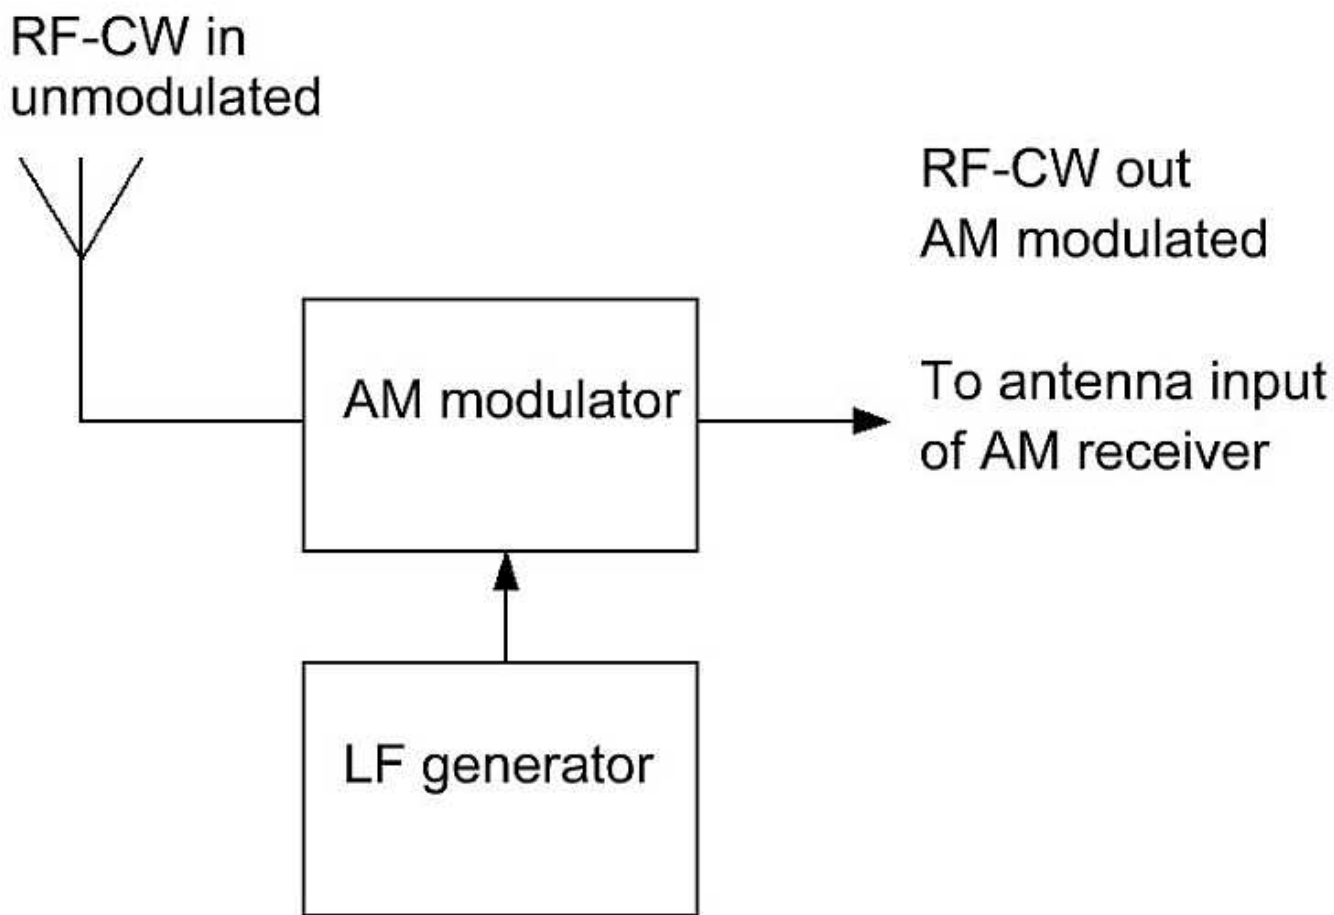 RF-CW in
unmodulated
RF-CW out
AM modulated
To antenna input
of AM receiver
AM modulator
LF generator